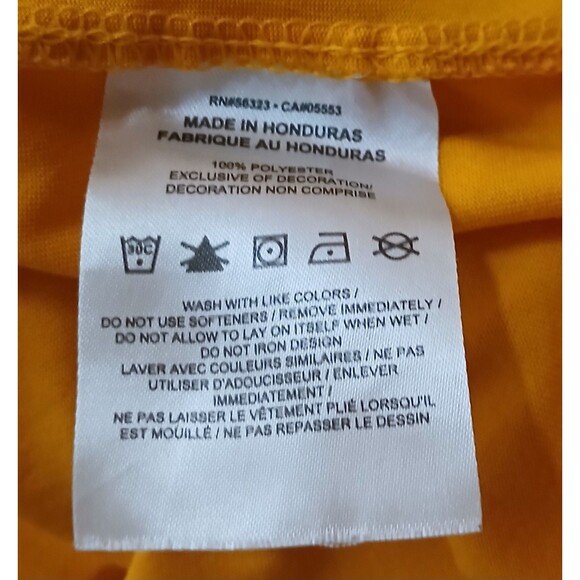 RN#56323 • CA#05553
MADE IN HONDURAS
FABRIQUE AU HONDURAS
100% POLYESTER
EXCLUSIVE OF DECORATION/
DECORATION NON COMPRISE
30C
WASH WITH LIKE COLORS /
DO NOT USE SOFTENERS / REMOVE IMMEDIATELY /
DO NOT ALLOW TO LAY ON ITSELF WHEN WET /
DO NOT IRON DESIGN
LAVER AVEC COULEURS SIMILAIRES / NE PAS
UTILISER D'ADOUCISSEUR / ENLEVER
IMMEDIATEMENT /
NE PAS LAISSER LE VÊTEMENT PLIÉ LORSQU'IL
EST MOUILLÉ / NE PAS REPASSER LE DESSIN